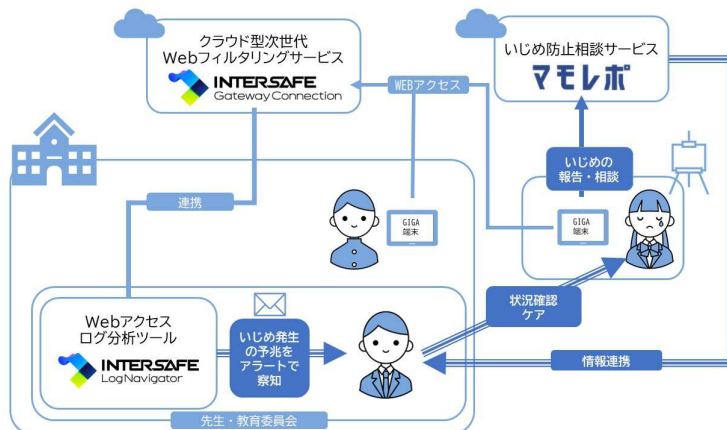 クラウド型次世代
Webフィルタリングサービス
INTERSAFE
Gateway Connection
いじめ防止相談サービス
マモレポ
WEBアクセス
いじめの
報告・相談
連携
GIGA
端末
GIGA
端末
Webアクセス
ログ分析ツール
INTERSAFE
LogNavigator
いじめ発生
の予兆を
アラートで
察知
状況確認
ケア
情報連携
先生・教育委員会